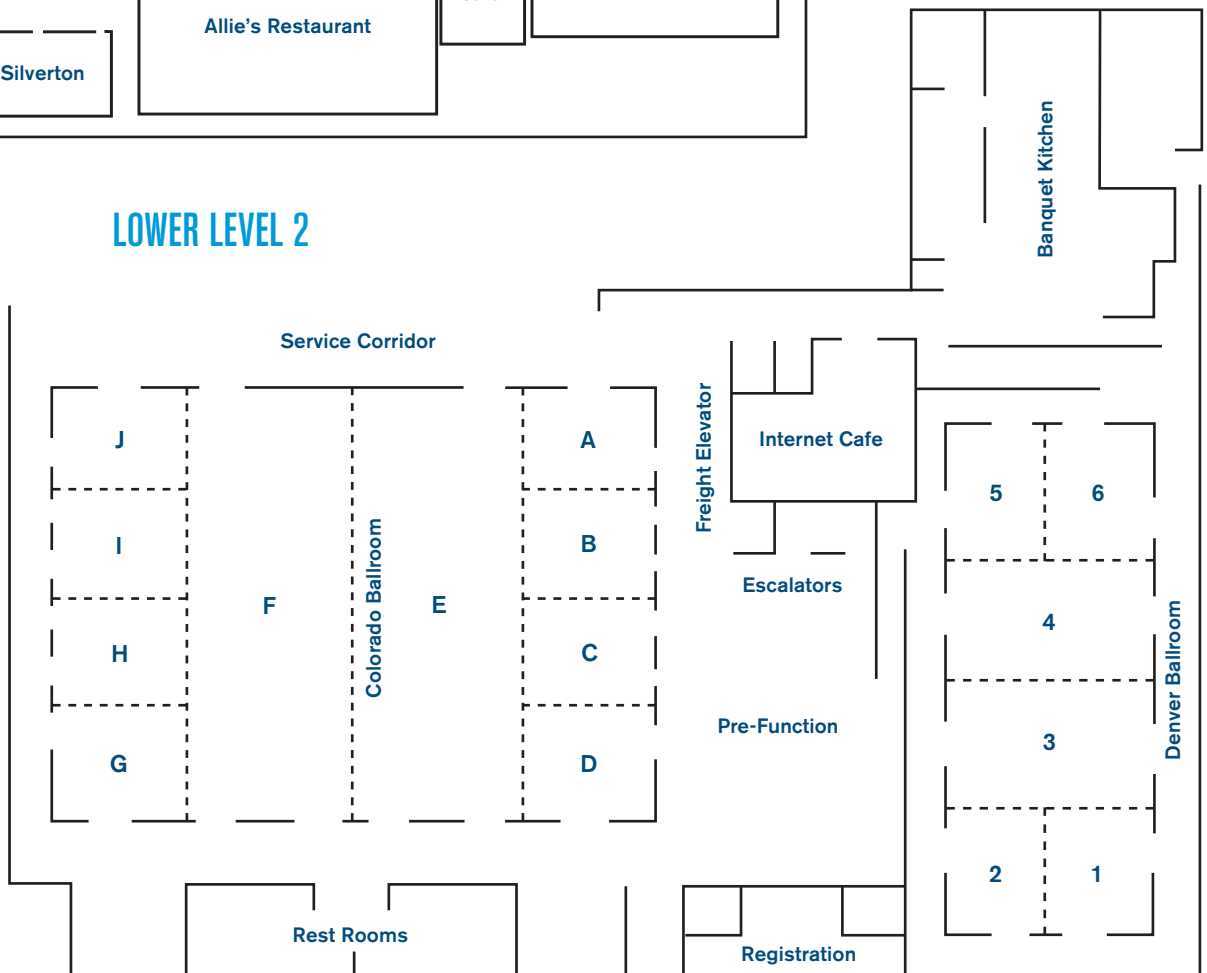 Allie's Restaurant
Silverton
Banquet Kitchen
LOWER LEVEL 2
Service Corridor
Freight Elevator
Internet Cafe
J
A
5
6
I
B
Colorado Ballroom
Escalators
F
E
4
H
C
Denver Ballroom
Pre-Function
3
G
D
2
1
Rest Rooms
Registration